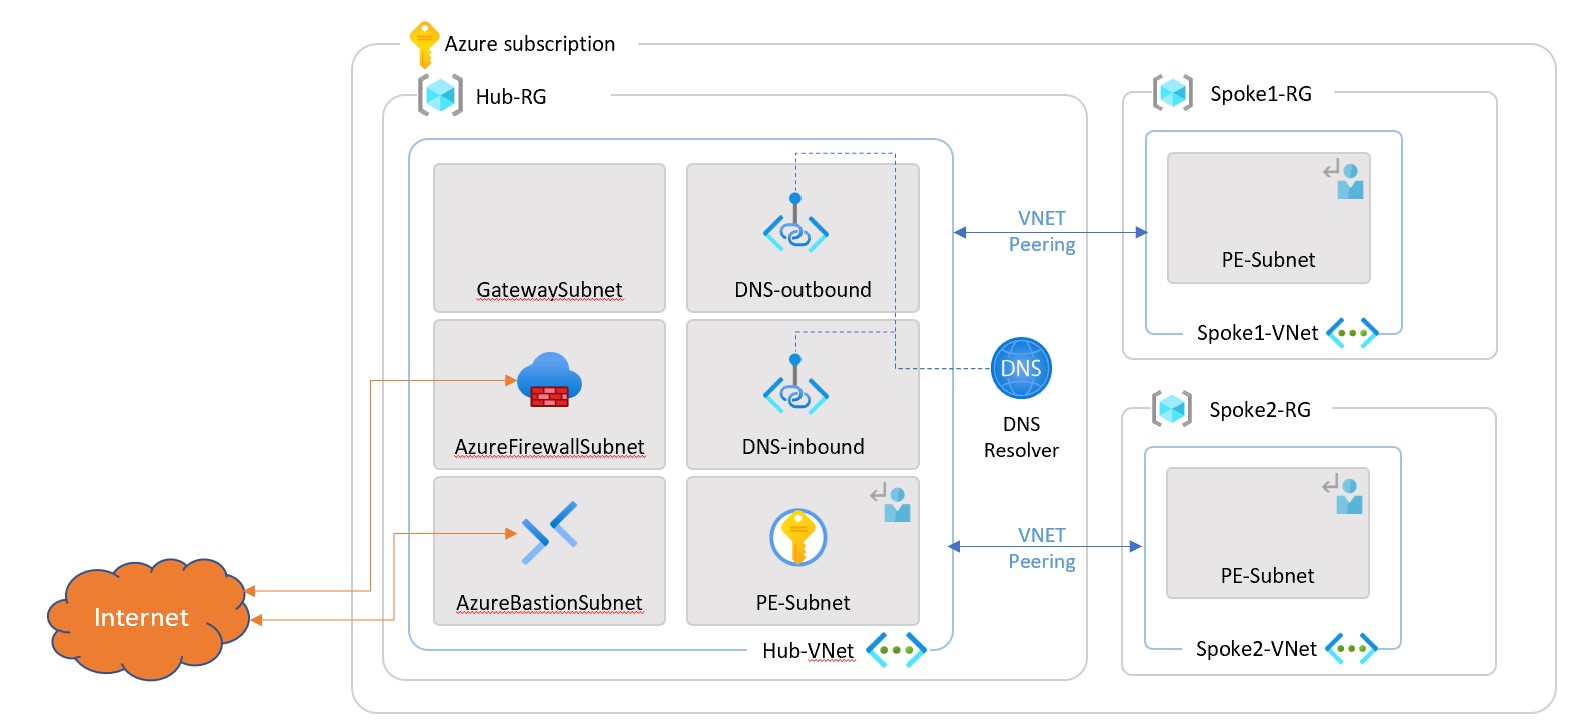 Azure subscription
Hub-RG
Spoke1-RG
GatewaySubnet
DNS-outbound
VNET
Peering
PE-Subnet
Spoke1-VNet
AzureFirewallSubnet
DNS-inbound
DNS
DNS
Resolver
Spoke2-RG
AzureBastionSubnet
PE-Subnet
VNET
Peering
PE-Subnet
Internet
Hub-VNet
Spoke2-VNet